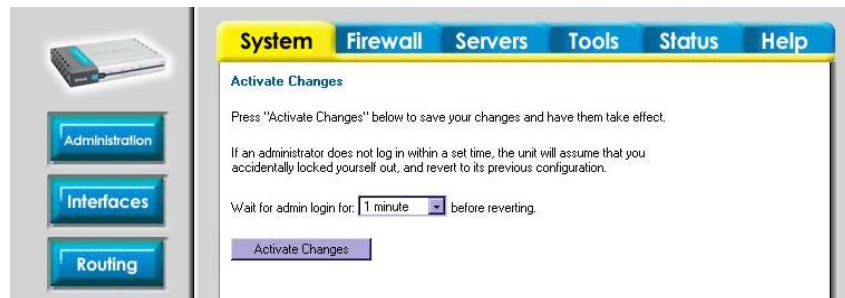 System Firewall Servers Tools Status Help
Administration
Interfaces
Routing
Activate Changes
Press "Activate Changes" below to save your changes and have them take effect.
If an administrator does not log in within a set time, the unit will assume that you
accidentally locked yourself out, and revert to its previous configuration.
Wait for admin login for: 1 minute before reverting.
Activate Changes